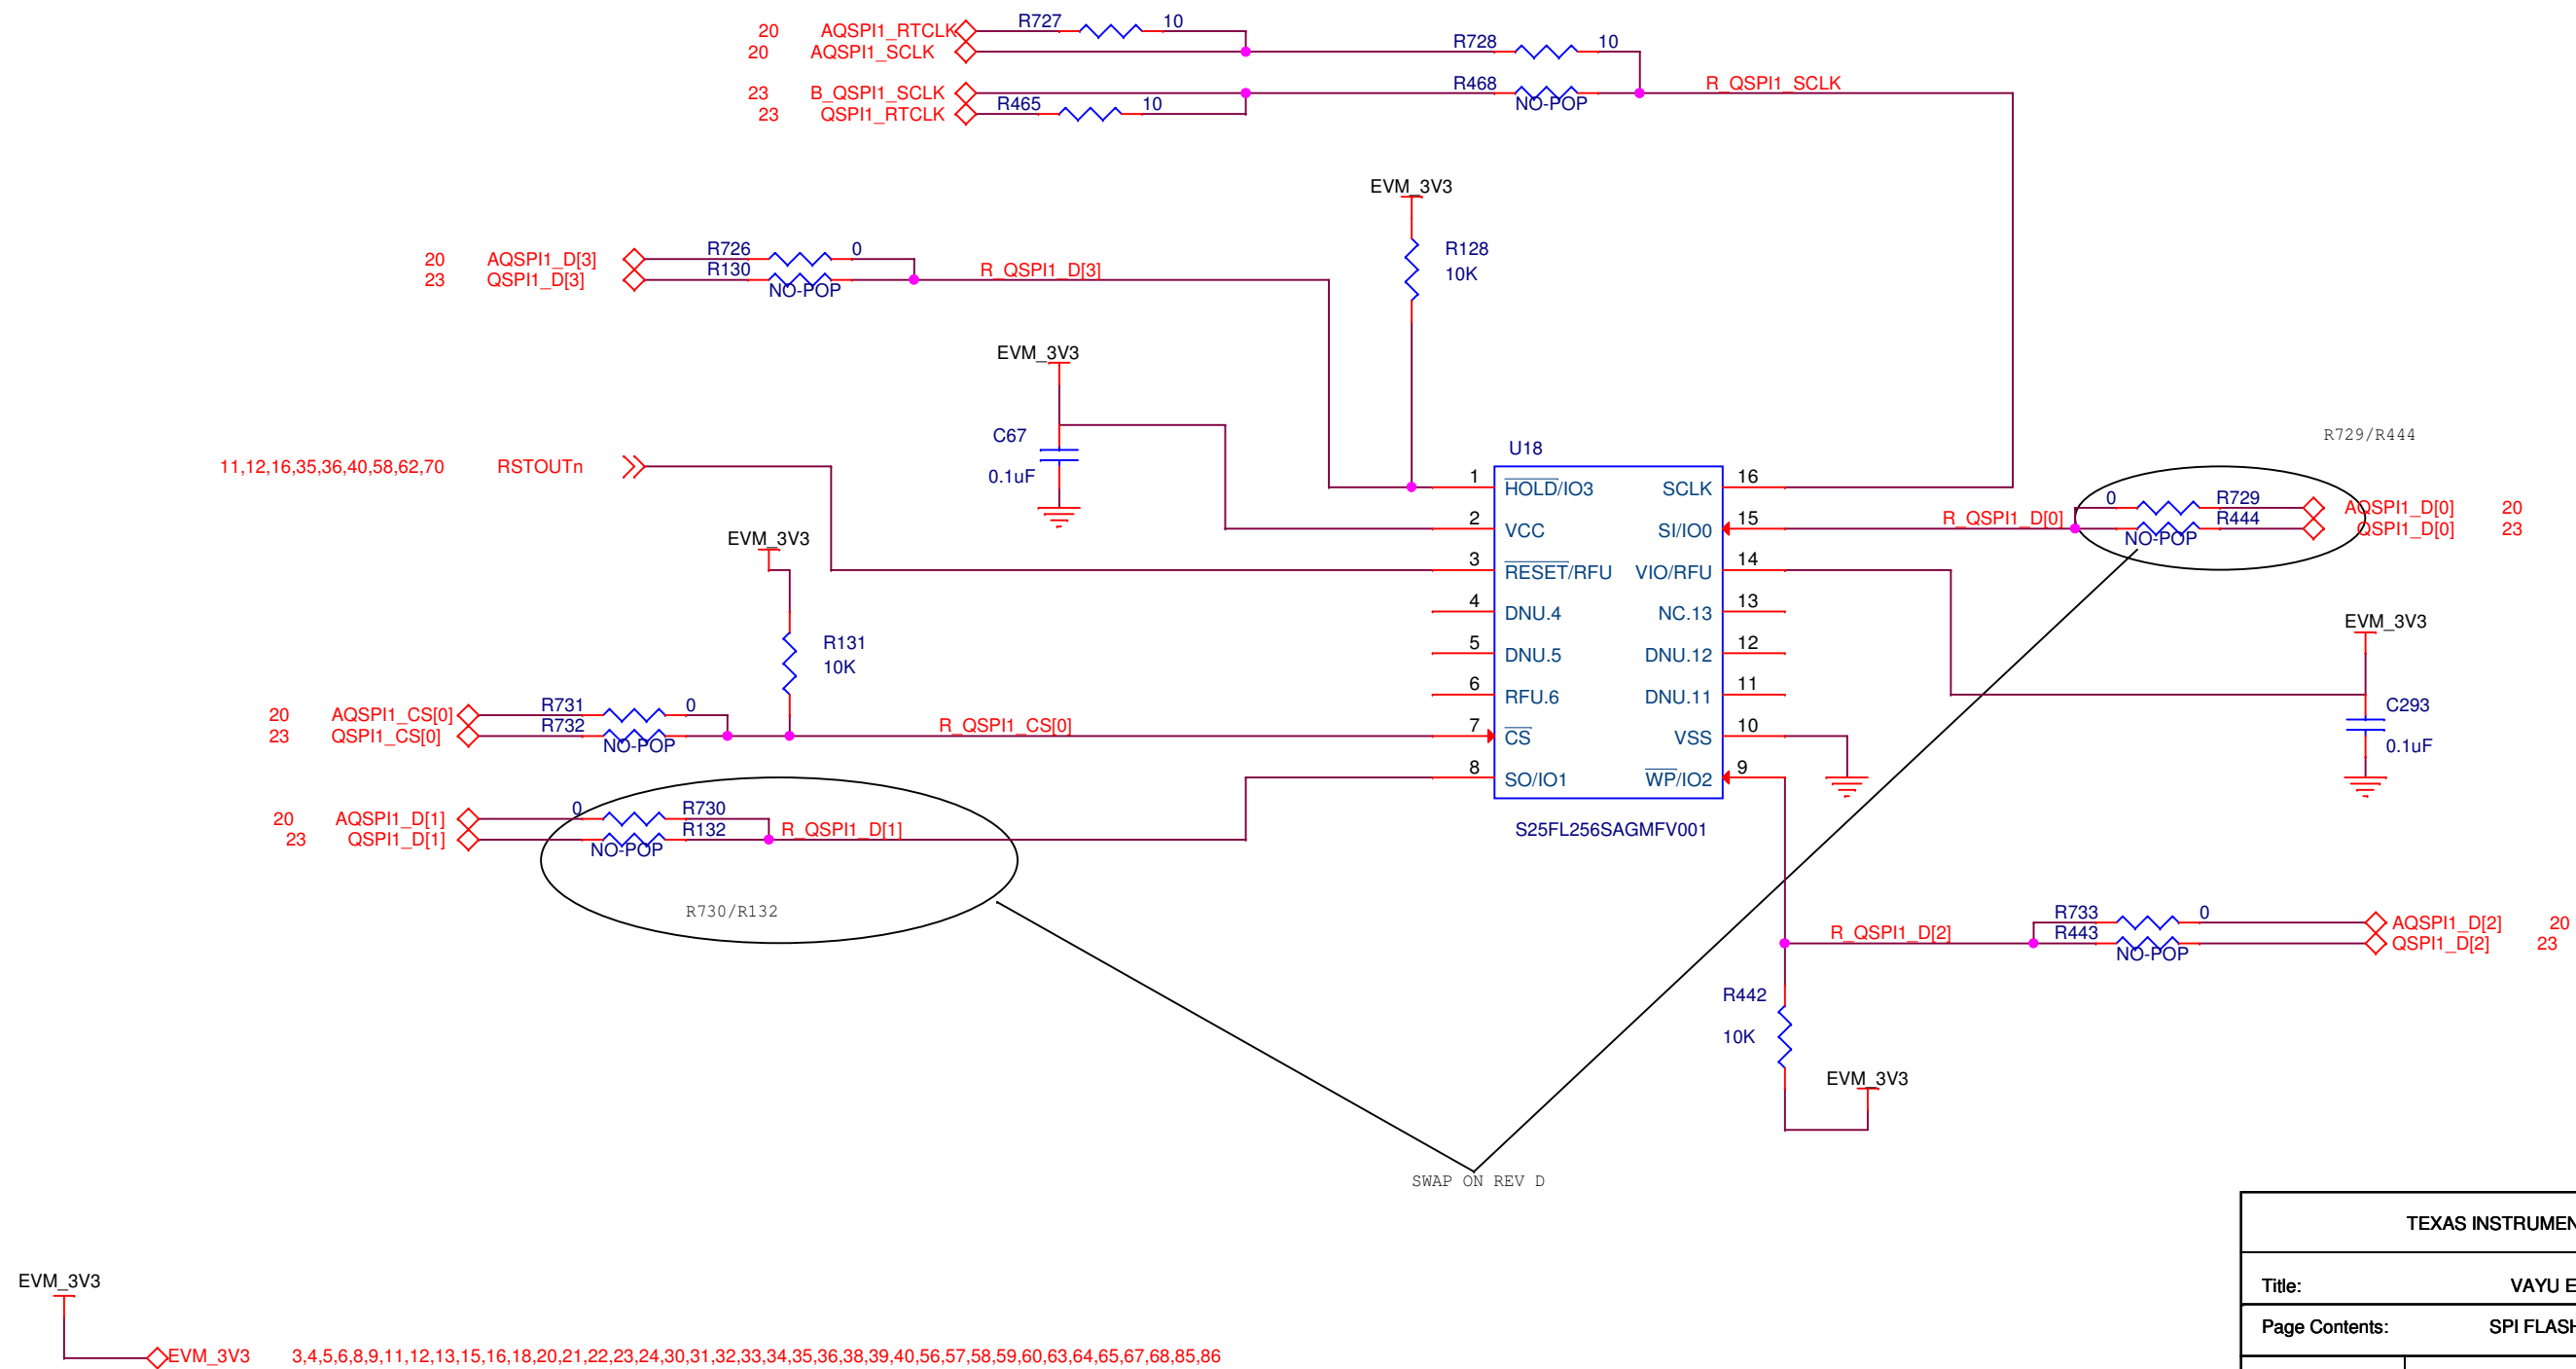 20 AQSPI1_RTCLK R727 10
20 AQSPI1_SCLK R728 10
23 B_QSPI1_SCLK R468 NO-POP R_QSPI1_SCLK
23 QSPI1_RTCLK R465 10
EVM_3V3
R128
10K
20 AQSPI1_D[3] R726 0
23 QSPI1_D[3] R130 NO-POP R_QSPI1_D[3]
EVM_3V3
C67
0.1uF
11,12,16,35,36,40,58,62,70 RSTOUTn
EVM_3V3
R131
10K
20 AQSPI1_CS[0] R731 0
23 QSPI1_CS[0] R732 NO-POP R_QSPI1_CS[0]
20 AQSPI1_D[1] 0 R730
23 QSPI1_D[1] NO-POP R132 R_QSPI1_D[1]
R730/R132
U18
1 HOLD/IO3 SCLK 16
2 VCC SI/IO0 15
3 RESET/RFU VIO/RFU 14
4 DNU.4 NC.13 13
5 DNU.5 DNU.12 12
6 RFU.6 DNU.11 11
7 CS VSS 10
8 SO/IO1 WP/IO2 9
S25FL256SAGMFV001
R729/R444
0 R729 AQSPI1_D[0] 20
R_QSPI1_D[0] NO-POP R444 QSPI1_D[0] 23
EVM_3V3
C293
0.1uF
R733 0 AQSPI1_D[2] 20
R_QSPI1_D[2] R443 NO-POP QSPI1_D[2] 23
R442
10K
EVM_3V3
SWAP ON REV D
EVM_3V3
EVM_3V3 3,4,5,6,8,9,11,12,13,15,16,18,20,21,22,23,24,30,31,32,33,34,35,36,38,39,40,56,57,58,59,60,63,64,65,67,68,85,86
TEXAS INSTRUMEN
Title: VAYU E
Page Contents: SPI FLASH